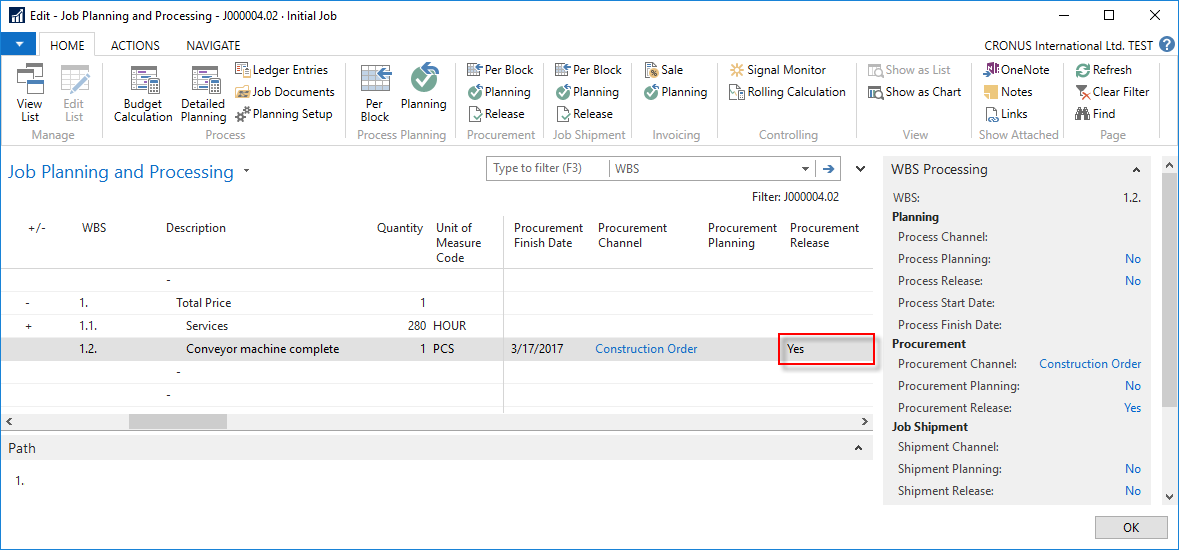 Edit - Job Planning and Processing - J000004.02 · Initial Job
HOME ACTIONS NAVIGATE CRONUS International Ltd. TEST ?
View List
Edit List
Manage
Budget Calculation
Detailed Planning
Ledger Entries
Job Documents
Planning Setup
Process
Per Block
Planning
Process Planning
Per Block
Planning
Release
Procurement
Per Block
Planning
Release
Job Shipment
Sale
Planning
Invoicing
Signal Monitor
Rolling Calculation
Controlling
Show as List
Show as Chart
View
OneNote
Notes
Links
Show Attached
Refresh
Clear Filter
Find
Page
Job Planning and Processing
Type to filter (F3) WBS
Filter: J000004.02
+/- WBS Description Quantity Unit of Measure Code Procurement Finish Date Procurement Channel Procurement Planning Procurement Release
-
- 1. Total Price 1
+ 1.1. Services 280 HOUR
1.2. Conveyor machine complete 1 PCS 3/17/2017 Construction Order Yes
-
-
Path
1.
WBS Processing
WBS: 1.2.
Planning
Process Channel:
Process Planning: No
Process Release: No
Process Start Date:
Process Finish Date:
Procurement
Procurement Channel: Construction Order
Procurement Planning: No
Procurement Release: Yes
Job Shipment
Shipment Channel:
Shipment Planning: No
Shipment Release: No
OK